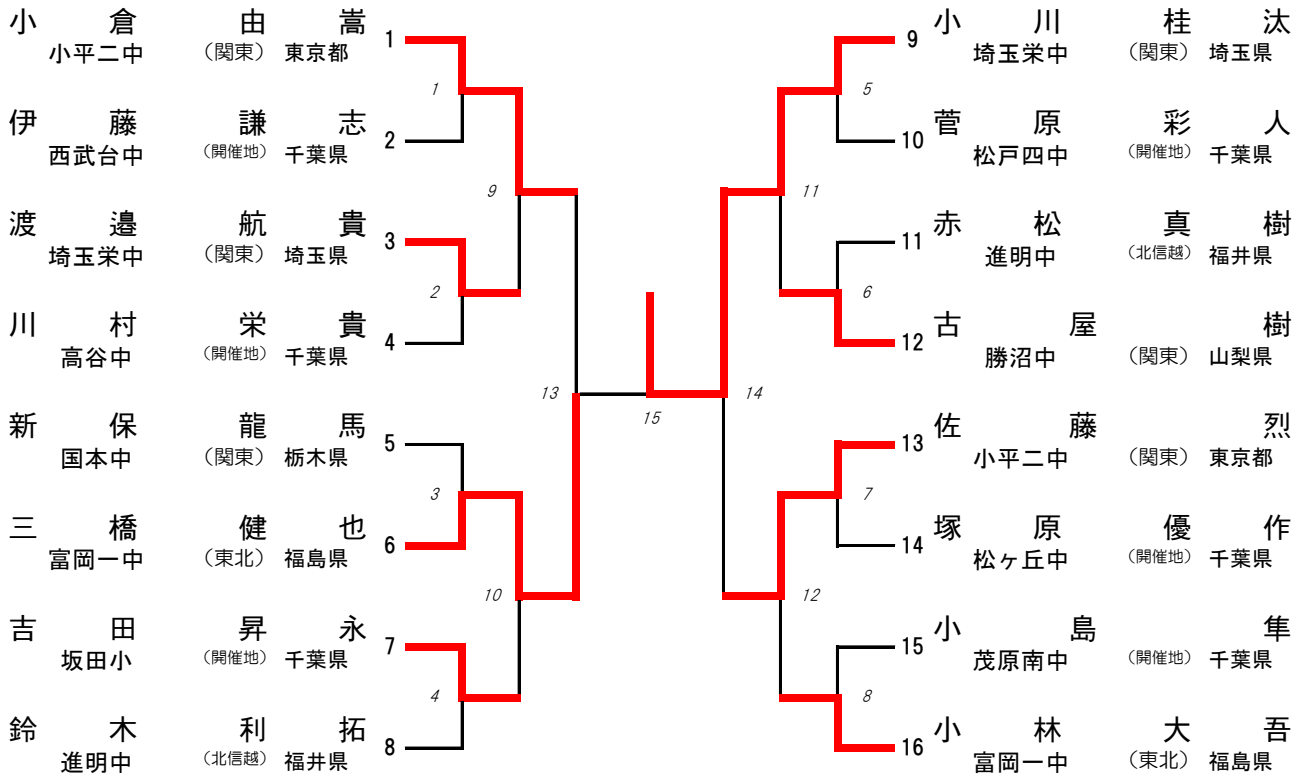 小倉由嵩
小平二中 （関東） 東京都 1
伊藤謙志
西武台中 （開催地） 千葉県 2
渡邉航貴
埼玉栄中 （関東） 埼玉県 3
川村栄貴
高谷中 （開催地） 千葉県 4
新保龍馬
国本中 （関東） 栃木県 5
三橋健也
富岡一中 （東北） 福島県 6
吉田昇永
坂田小 （開催地） 千葉県 7
鈴木利拓
進明中 （北信越） 福井県 8
1
2
3
4
9
10
13
15
14
11
12
5
6
7
8
9 小川桂汰
埼玉栄中 （関東） 埼玉県
10 菅原彩人
松戸四中 （開催地） 千葉県
11 赤松真樹
進明中 （北信越） 福井県
12 古屋樹
勝沼中 （関東） 山梨県
13 佐藤烈
小平二中 （関東） 東京都
14 塚原優作
松ヶ丘中 （開催地） 千葉県
15 小島隼
茂原南中 （開催地） 千葉県
16 小林大吾
富岡一中 （東北） 福島県